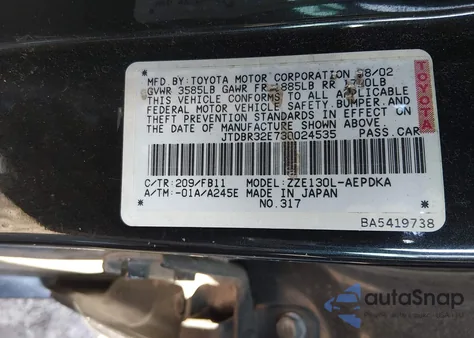 MFD.BY: TOYOTA MOTOR CORPORATION 08/02
GVWR 3585LB GAWR FR 1885LB RR LB
THIS VEHICLE CONFORMS TO ALL APPLICABLE
FEDERAL MOTOR VEHICLE SAFETY, BUMPER, AND
THEFT PREVENTION STANDARDS IN EFFECT ON
THE DATE OF MANUFACTURE SHOWN ABOVE.
JTDBR32E730024535 PASS.CAR
TOYOTA
C/TR: 209/FB11 ZZE130L-AEPDKA
A/TM: -01A/A245E MADE IN JAPAN
NO.317
BA5419738
autoSnap